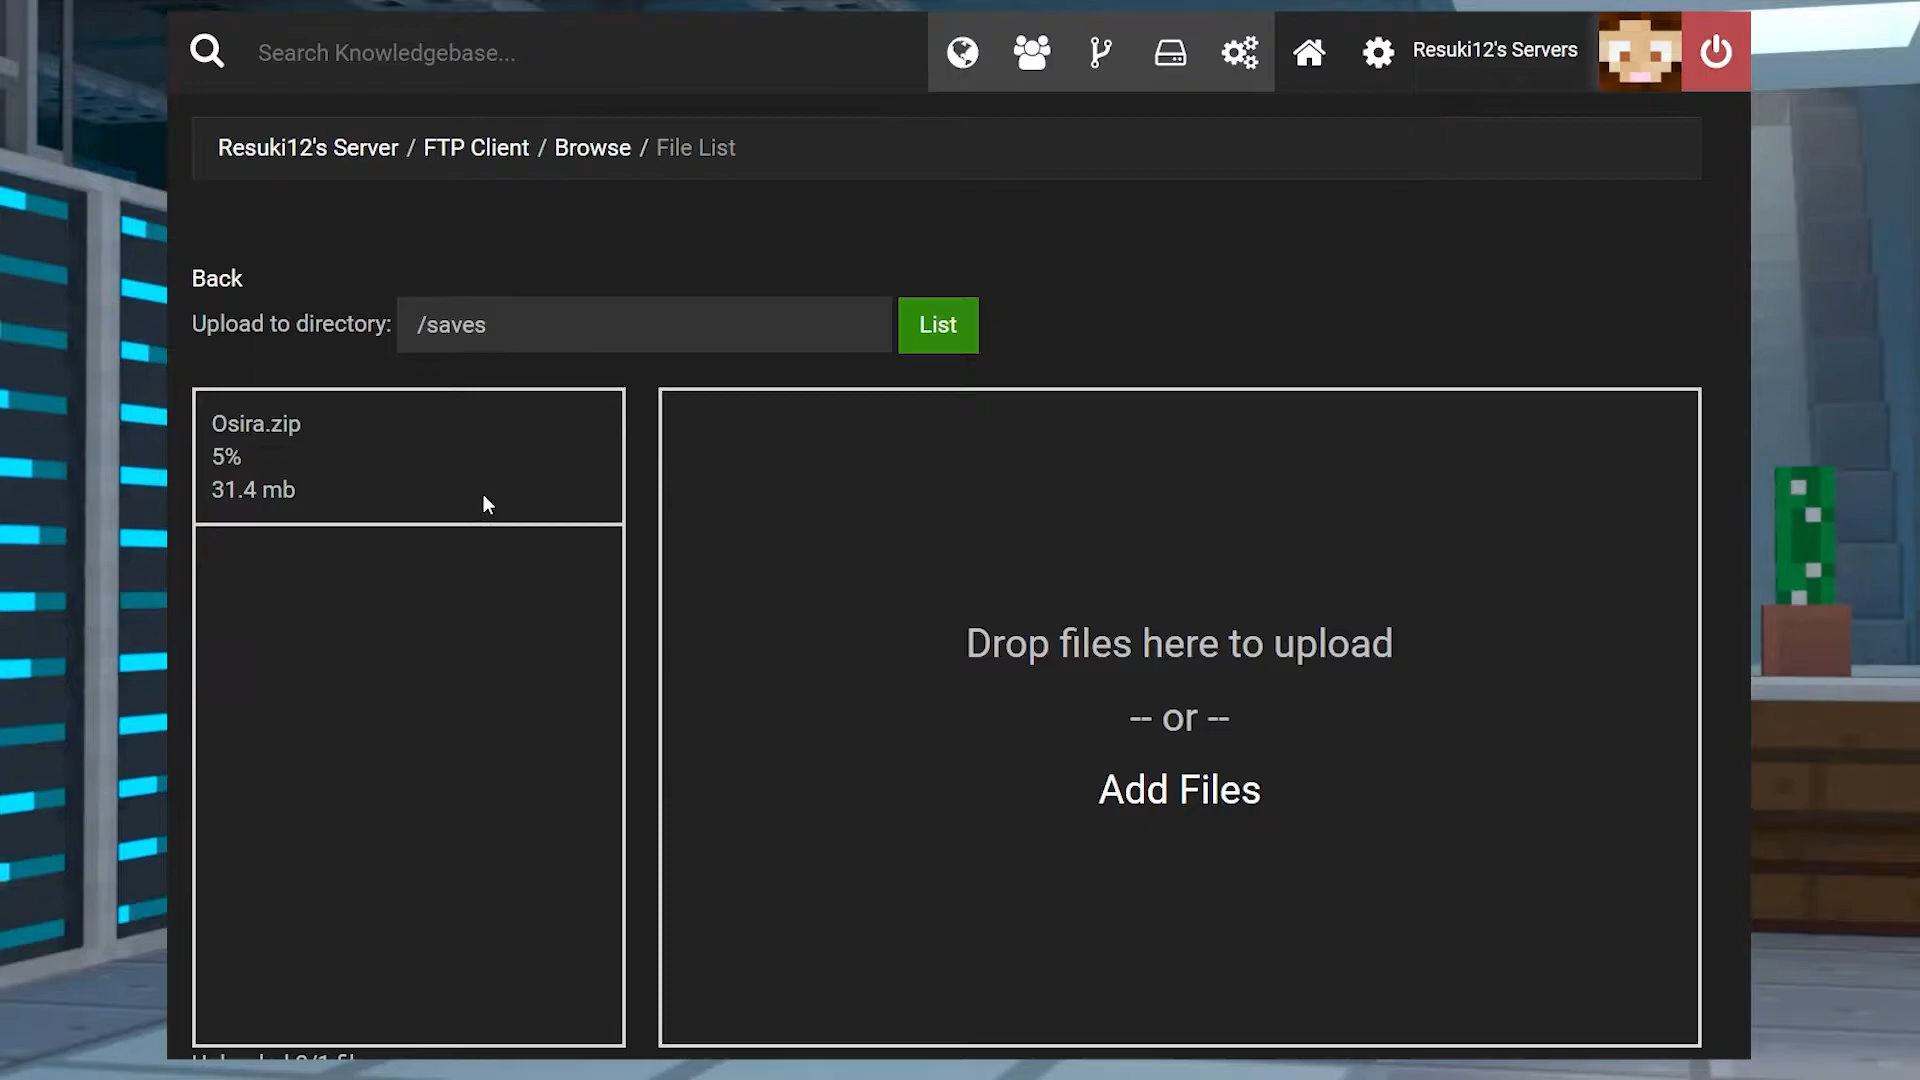 Search Knowledgebase...
Resuki12's Servers
Resuki12's Server / FTP Client / Browse / File List
Back
Upload to directory: /saves List
Osira.zip
5%
31.4 mb
Drop files here to upload
-- or --
Add Files